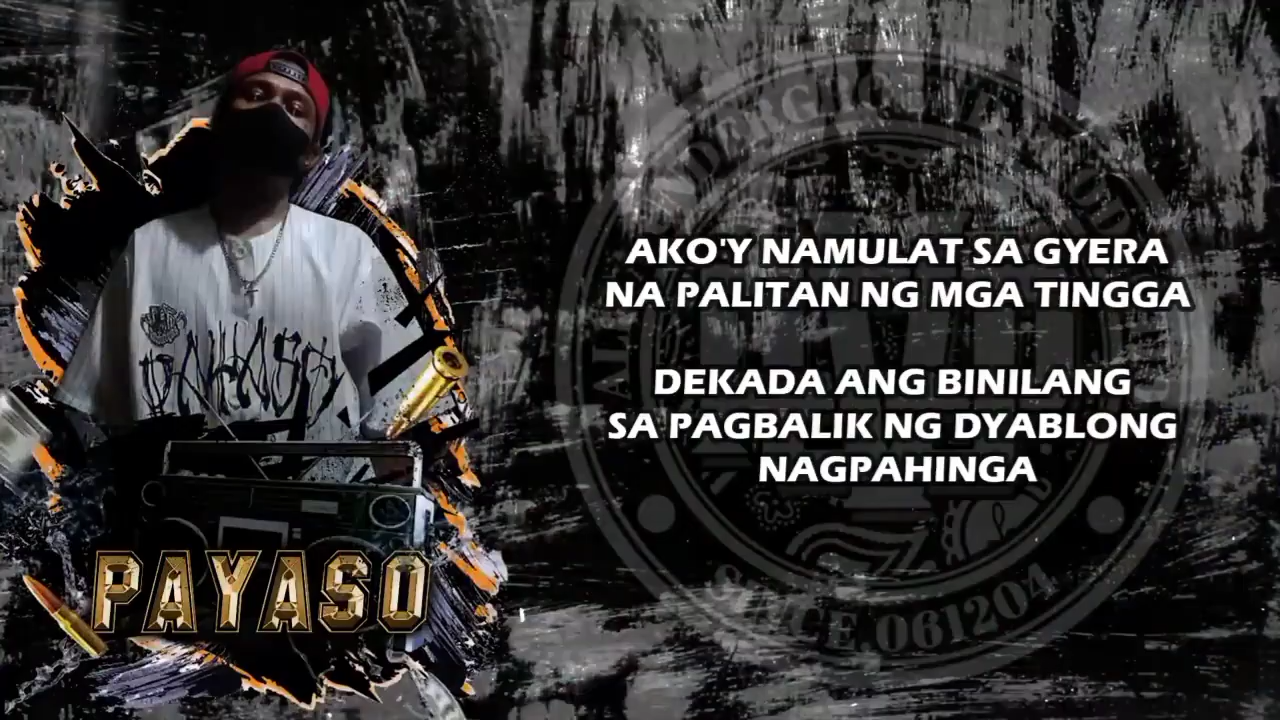 AKO'Y NAMULAT SA GYERA
NA PALITAN NG MGA TINGGA
DEKADA ANG BINILANG
SA PAGBALIK NG DYABLONG
NAGPAHINGA
PAYASO
SINCE 061204